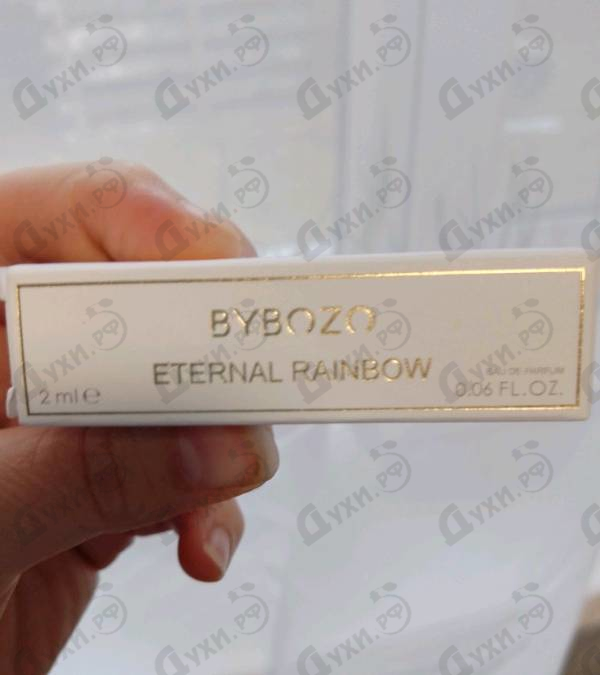 BYBOZO
ETERNAL RAINBOW
EAU DE PARFUM
2 ml e 0.06 FL.OZ.
Духи.РФ